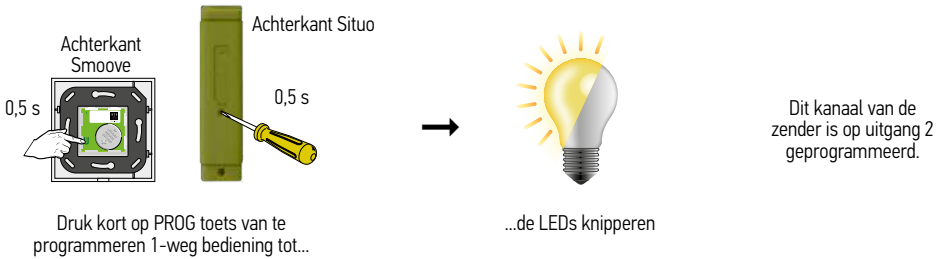 Achterkant
Smoove
0,5 s
Achterkant Situo
0,5 s
Druk kort op PROG toets van te
programmeren 1-weg bediening tot...
...de LEDs knipperen
Dit kanaal van de
zender is op uitgang 2
geprogrammeerd.